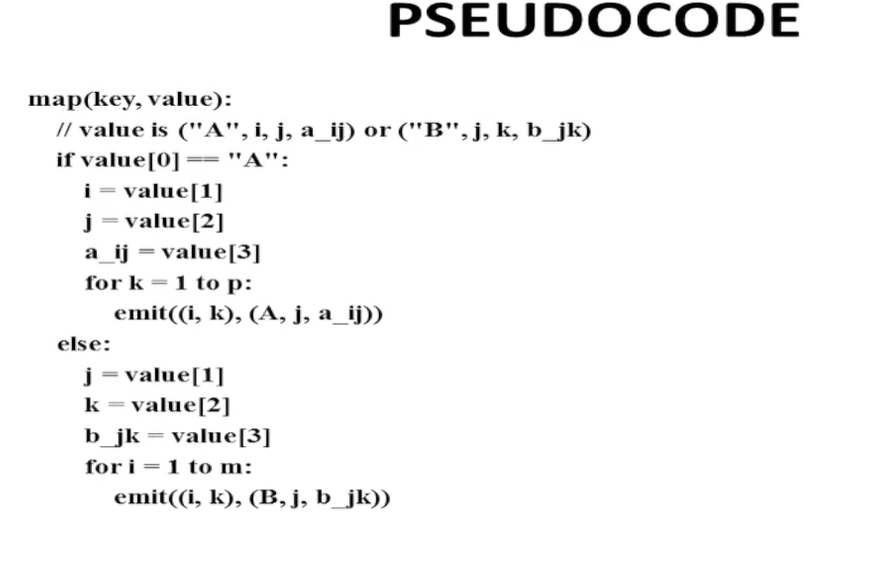 PSEUDOCODE
map(key, value):
// value is ("A", i, j, a_ij) or ("B", j, k, b_jk)
if value[0] == "A":
i = value[1]
j = value[2]
a_ij = value[3]
for k = 1 to p:
emit((i, k), (A, j, a_ij))
else:
j = value[1]
k = value[2]
b_jk = value[3]
for i = 1 to m:
emit((i, k), (B, j, b_jk))